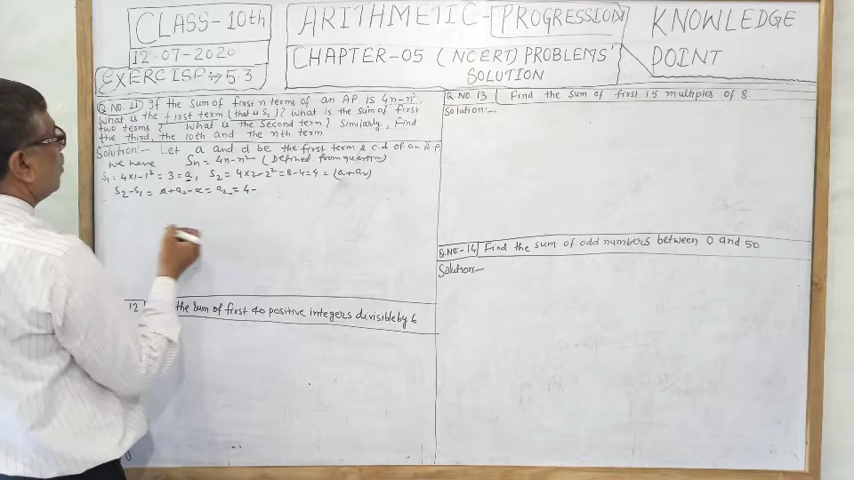 CLASS-10th
12-07-2020
EXERCISE⇒5.3
ARITHMETIC-PROGRESSION
CHAPTER-05 (NCERT) PROBLEMS'
SOLUTION
KNOWLEDGE
POINT
Q NO. 11) If the sum of first n terms of an AP is 4n-n².
What is the first term (that is S₁)? what is the sum of first
two terms? What is the second term? Similarly, Find
the third, the 10th and the nth term
Solution:- Let a and d be the first term & c.d of an A.P
we have Sn = 4n-n² (Defined from question)
S₁ = 4×1-1² = 3 = a, S₂ = 4×2-2² = 8-4=4 = (a+a₂)
S₂-S₁ = a+a₂-a = a₂ = 4-
12
the sum of first 40 positive integers divisible by 6
Q NO. 13 Find the sum of first 15 multiples of 8
Solution:-
Q.NO.-14 Find the sum of odd numbers between 0 and 50
Solution:-